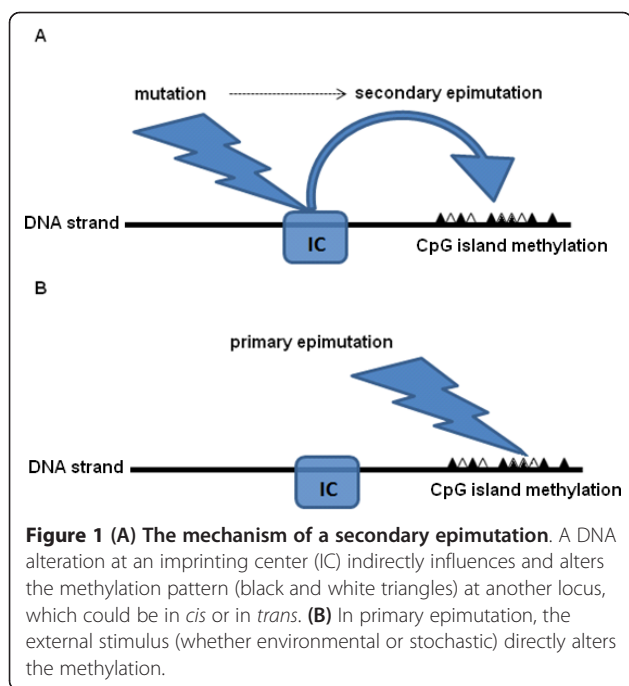 A
mutation
secondary epimutation
DNA strand
IC
CpG island methylation
B
primary epimutation
DNA strand
IC
CpG island methylation
Figure 1 (A) The mechanism of a secondary epimutation. A DNA
alteration at an imprinting center (IC) indirectly influences and alters
the methylation pattern (black and white triangles) at another locus,
which could be in cis or in trans. (B) In primary epimutation, the
external stimulus (whether environmental or stochastic) directly alters
the methylation.